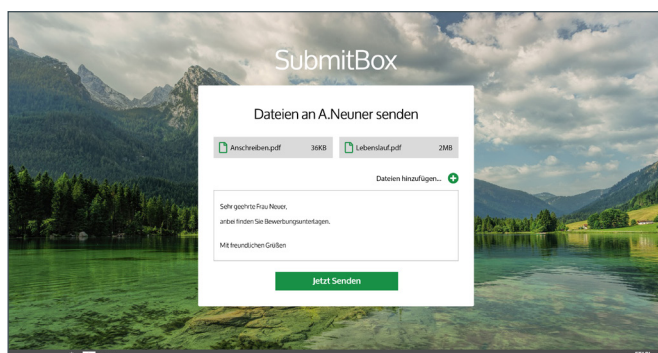 SubmitBox
Dateien an A.Neuner senden
Anschreiben.pdf 36KB Lebenslauf.pdf 2MB
Dateien hinzufügen...
Sehr geehrte Frau Neuer,
anbei finden Sie Bewerbungsunterlagen.
Mit freundlichen Grüßen
Jetzt Senden